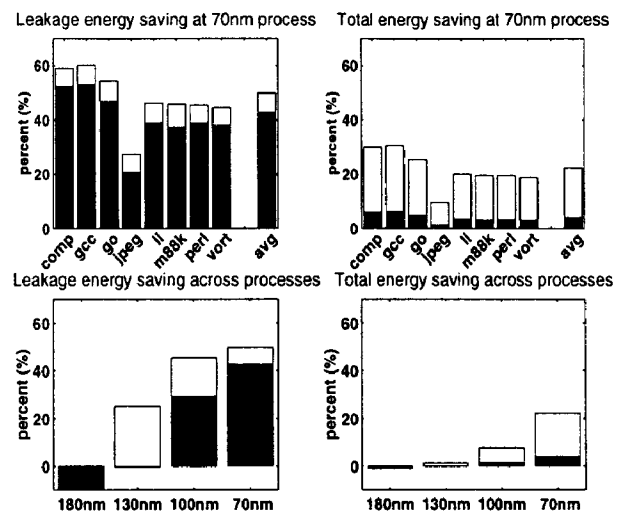 Leakage energy saving at 70nm process
Total energy saving at 70nm process
percent (%)
60
40
20
0
comp
gcc
go
jpeg
li
m88k
perl
vort
avg
percent (%)
60
40
20
0
comp
gcc
go
jpeg
li
m88k
perl
vort
avg
Leakage energy saving across processes
Total energy saving across processes
percent (%)
60
40
20
0
180nm 130nm 100nm 70nm
percent (%)
60
40
20
0
180nm 130nm 100nm 70nm